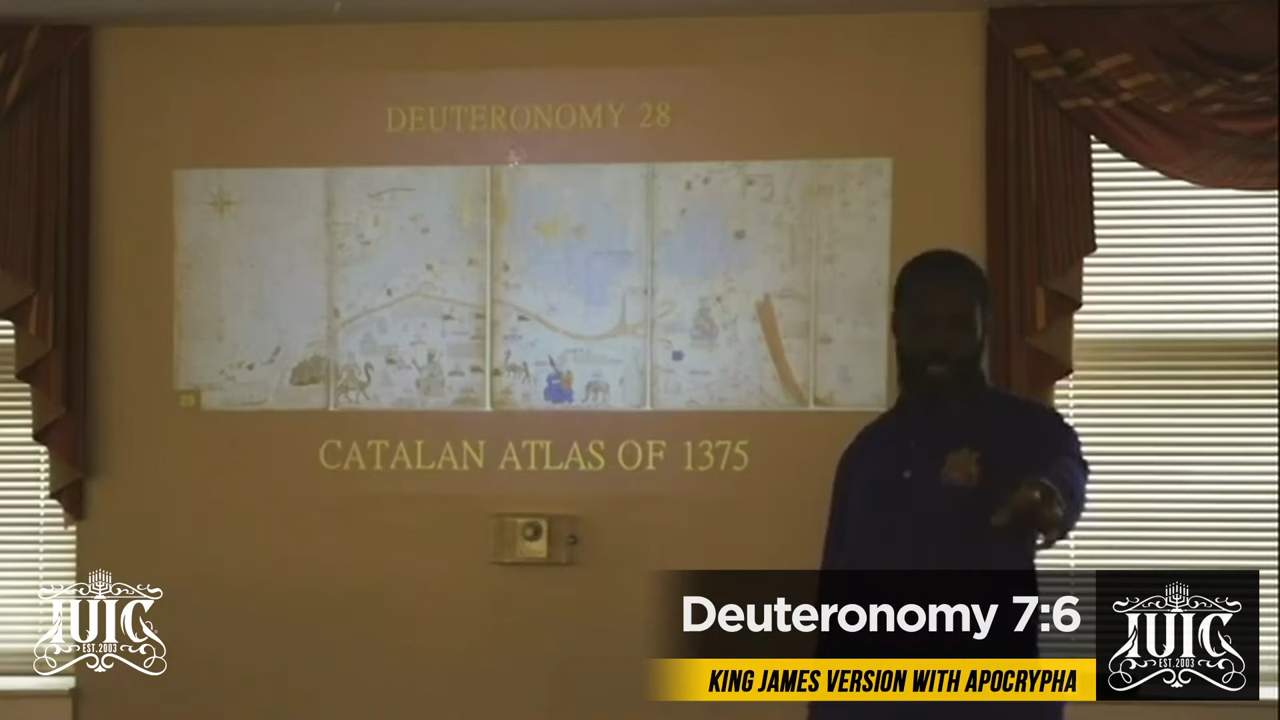 DEUTERONOMY 28
25
CATALAN ATLAS OF 1375
IUIC
EST.2003
Deuteronomy 7:6
KING JAMES VERSION WITH APOCRYPHA
IUIC
EST.2003